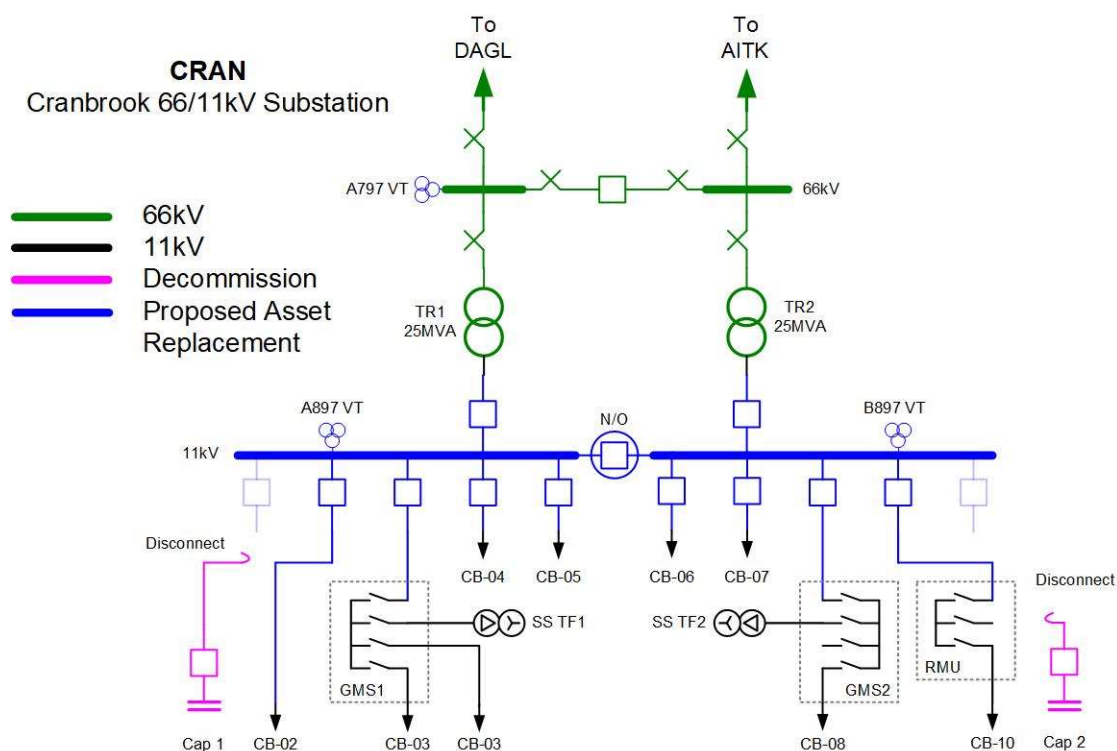 To
DAGL
To
AITK
CRAN
Cranbrook 66/11kV Substation
A797 VT
66kV
66kV
11kV
Decommission
Proposed Asset
Replacement
TR1
25MVA
TR2
25MVA
A897 VT
N/O
B897 VT
11kV
Disconnect
CB-04
CB-05
CB-06
CB-07
Disconnect
SS TF1
SS TF2
GMS1
GMS2
RMU
Cap 1
CB-02
CB-03
CB-03
CB-08
CB-10
Cap 2